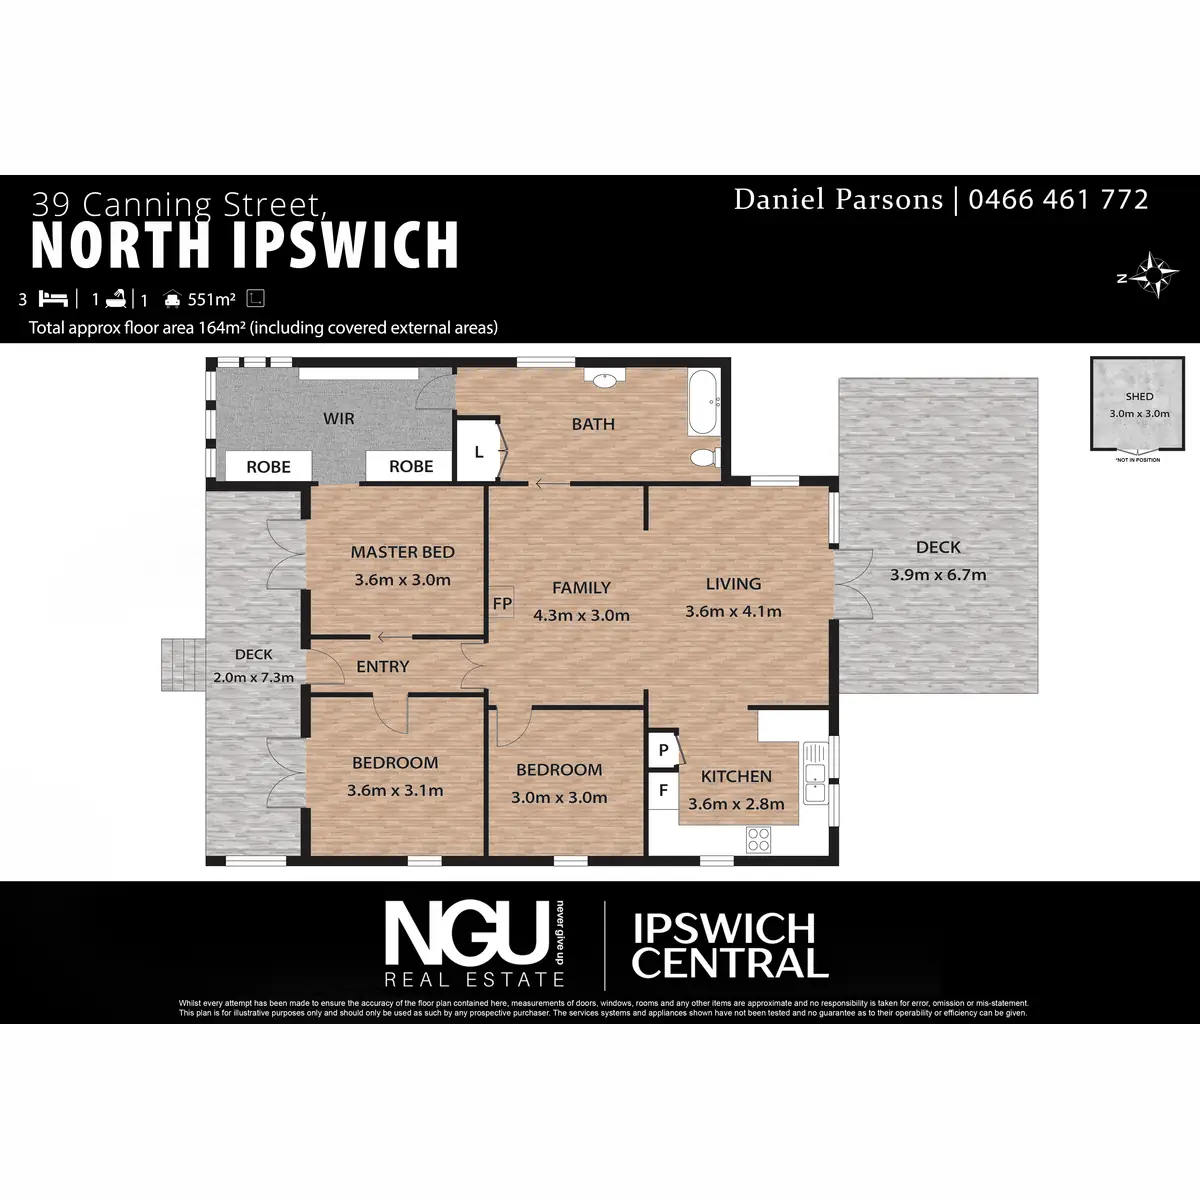 39 Canning Street,
NORTH IPSWICH
Daniel Parsons | 0466 461 772
N
3 | 1 | 1 551m²
Total approx floor area 164m² (including covered external areas)
WIR
ROBE
ROBE
L
BATH
SHED
3.0m x 3.0m
*NOT IN POSITION
MASTER BED
3.6m x 3.0m
FP
FAMILY
4.3m x 3.0m
LIVING
3.6m x 4.1m
DECK
3.9m x 6.7m
DECK
2.0m x 7.3m
ENTRY
BEDROOM
3.6m x 3.1m
BEDROOM
3.0m x 3.0m
P
F
KITCHEN
3.6m x 2.8m
NGU
never give up
REAL ESTATE
IPSWICH
CENTRAL
Whilst every attempt has been made to ensure the accuracy of the floor plan contained here, measurements of doors, windows, rooms and any other items are approximate and no responsibility is taken for error, omission or mis-statement.
This plan is for illustrative purposes only and should only be used as such by any prospective purchaser. The services systems and appliances shown have not been tested and no guarantee as to their operability or efficiency can be given.